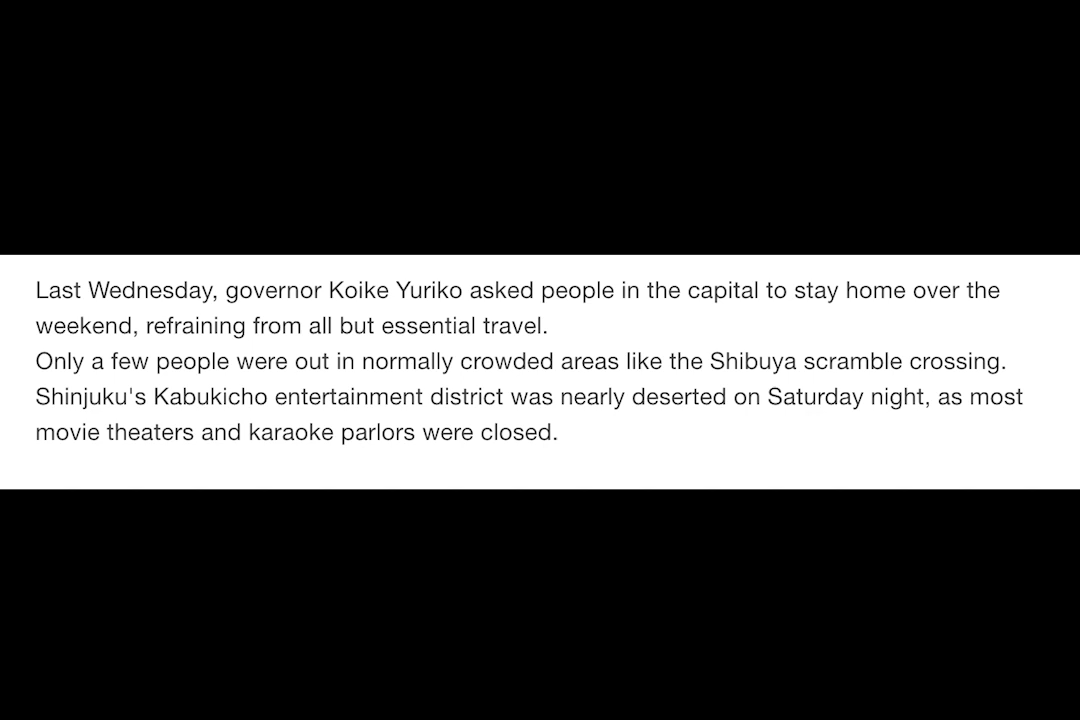 Last Wednesday, governor Koike Yuriko asked people in the capital to stay home over the
weekend, refraining from all but essential travel.
Only a few people were out in normally crowded areas like the Shibuya scramble crossing.
Shinjuku's Kabukicho entertainment district was nearly deserted on Saturday night, as most
movie theaters and karaoke parlors were closed.